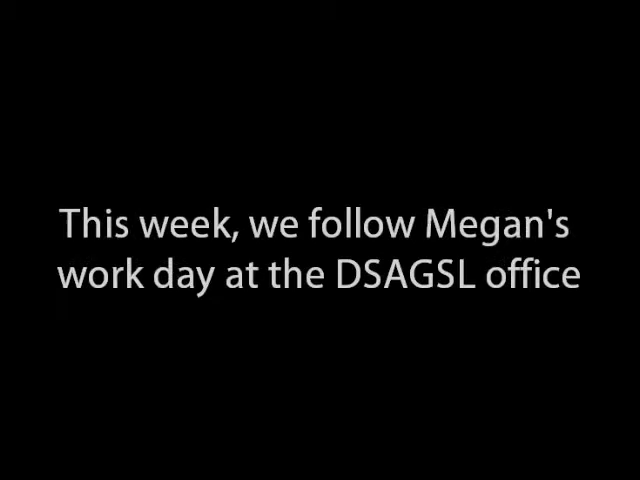 This week, we follow Megan's
work day at the DSAGSL office